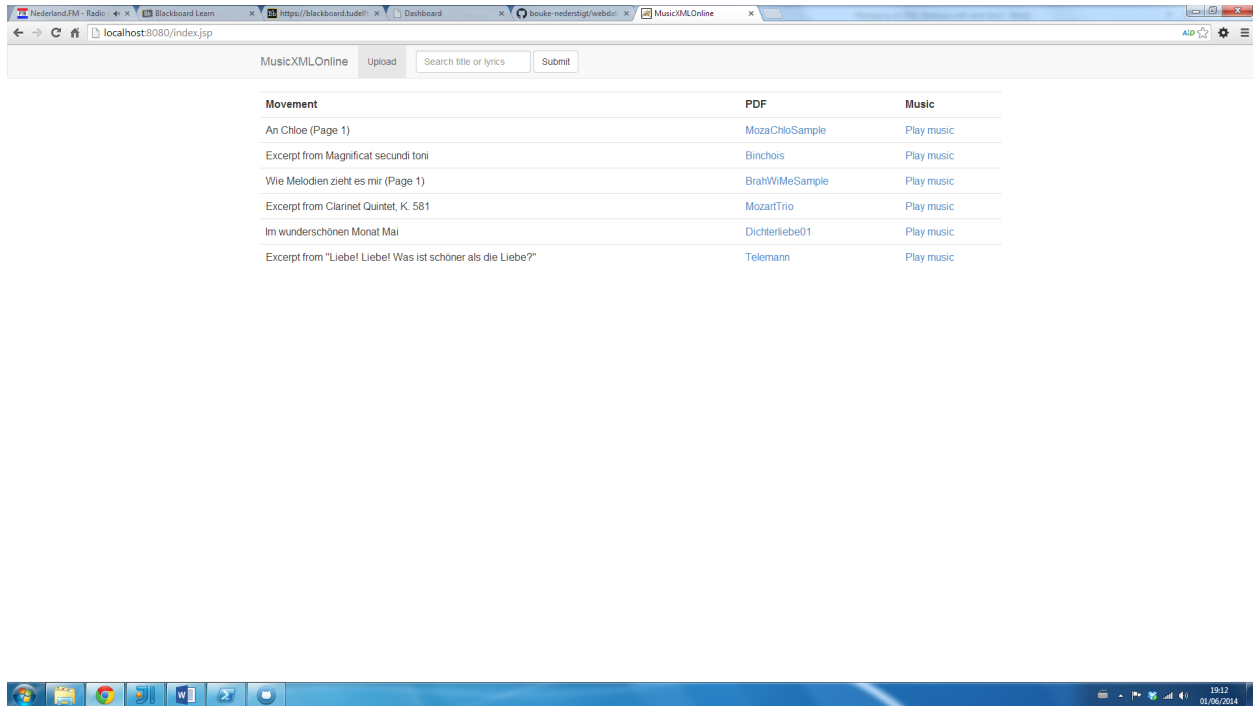 Nederland.FM - Radio Blackboard Learn https://blackboard.tudelft Dashboard bouke-nederstigt/webdat MusicXMLOnline
localhost:8080/index.jsp
MusicXMLOnline Upload Search title or lyrics Submit
Movement PDF Music
An Chloe (Page 1) MozaChloSample Play music
Excerpt from Magnificat secundi toni Binchois Play music
Wie Melodien zieht es mir (Page 1) BrahWiMeSample Play music
Excerpt from Clarinet Quintet, K. 581 MozartTrio Play music
Im wunderschönen Monat Mai Dichterliebe01 Play music
Excerpt from "Liebe! Liebe! Was ist schöner als die Liebe?" Telemann Play music
19:12
01/06/2014